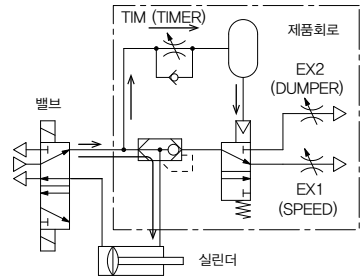 TIM (TIMER)
제품회로
EX2
(DUMPER)
밸브
EX1
(SPEED)
실린더